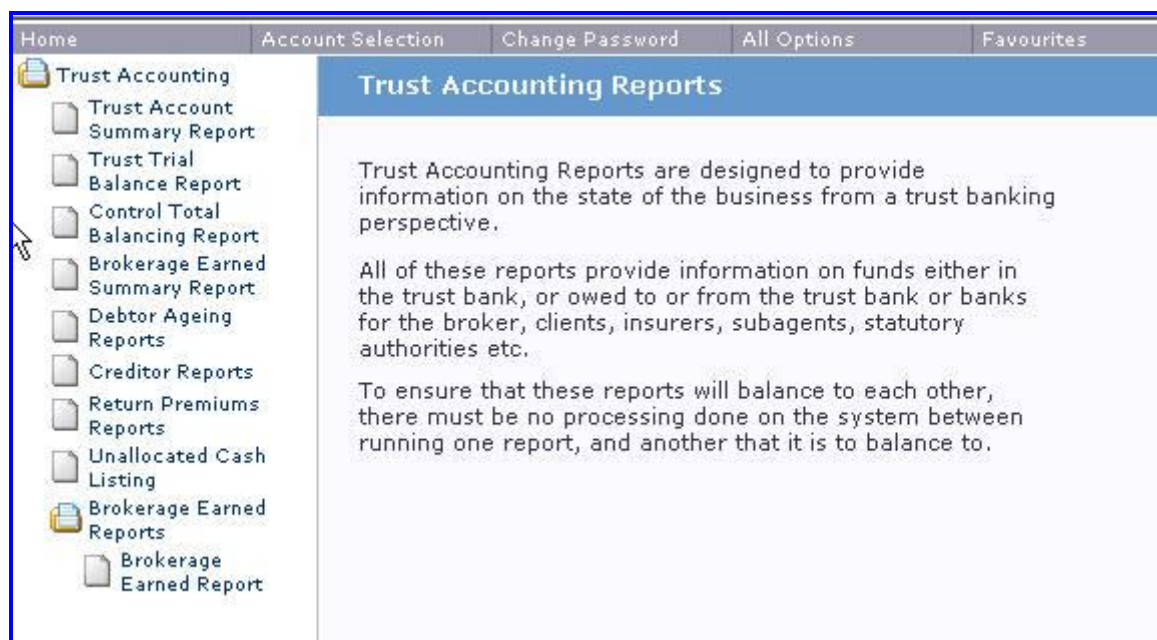 Home Account Selection Change Password All Options Favourites
Trust Accounting
Trust Account
Summary Report
Trust Trial
Balance Report
Control Total
Balancing Report
Brokerage Earned
Summary Report
Debtor Ageing
Reports
Creditor Reports
Return Premiums
Reports
Unallocated Cash
Listing
Brokerage Earned
Reports
Brokerage
Earned Report
Trust Accounting Reports
Trust Accounting Reports are designed to provide
information on the state of the business from a trust banking
perspective.
All of these reports provide information on funds either in
the trust bank, or owed to or from the trust bank or banks
for the broker, clients, insurers, subagents, statutory
authorities etc.
To ensure that these reports will balance to each other,
there must be no processing done on the system between
running one report, and another that it is to balance to.